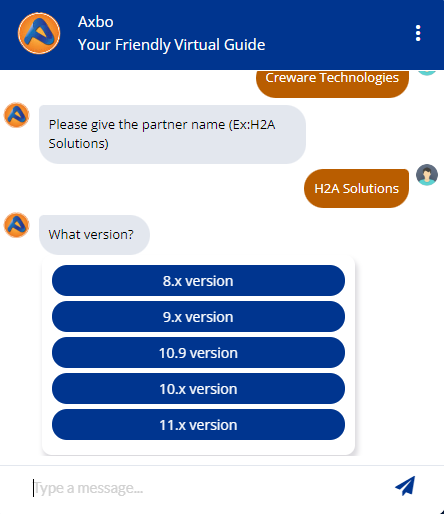 Axbo
Your Friendly Virtual Guide
Creware Technologies
Please give the partner name (Ex:H2A
Solutions)
H2A Solutions
What version?
8.x version
9.x version
10.9 version
10.x version
11.x version
Type a message...